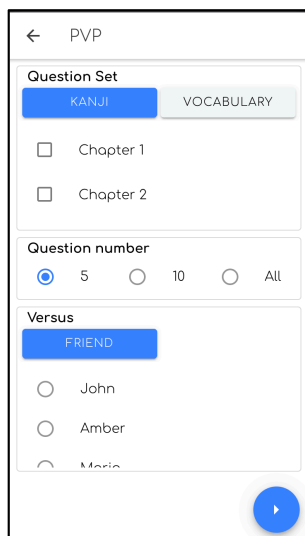 PVP
Question Set
KANJI VOCABULARY
Chapter 1
Chapter 2
Question number
5 10 All
Versus
FRIEND
John
Amber